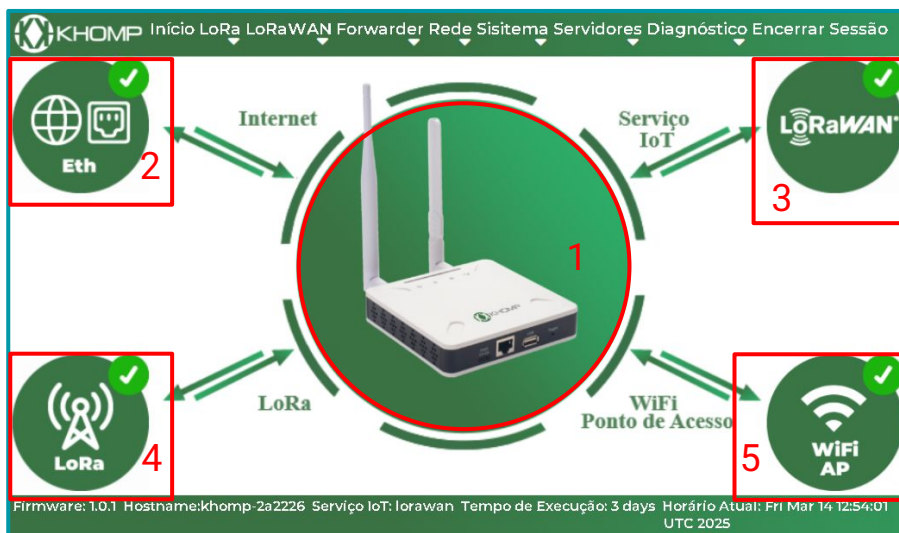 KHOMP Início LoRa LoRaWAN Forwarder Rede Sisitema Servidores Diagnóstico Encerrar Sessão
Internet
Serviço
IoT
Eth
2
LoRaWAN
3
1
KHOMP
LoRa
WiFi
Ponto de Acesso
LoRa
4
WiFi
AP
5
Firmware: 1.0.1 Hostname:khomp-2a2226 Serviço IoT: lorawan Tempo de Execução: 3 days Horário Atual: Fri Mar 14 12:54:01
UTC 2025